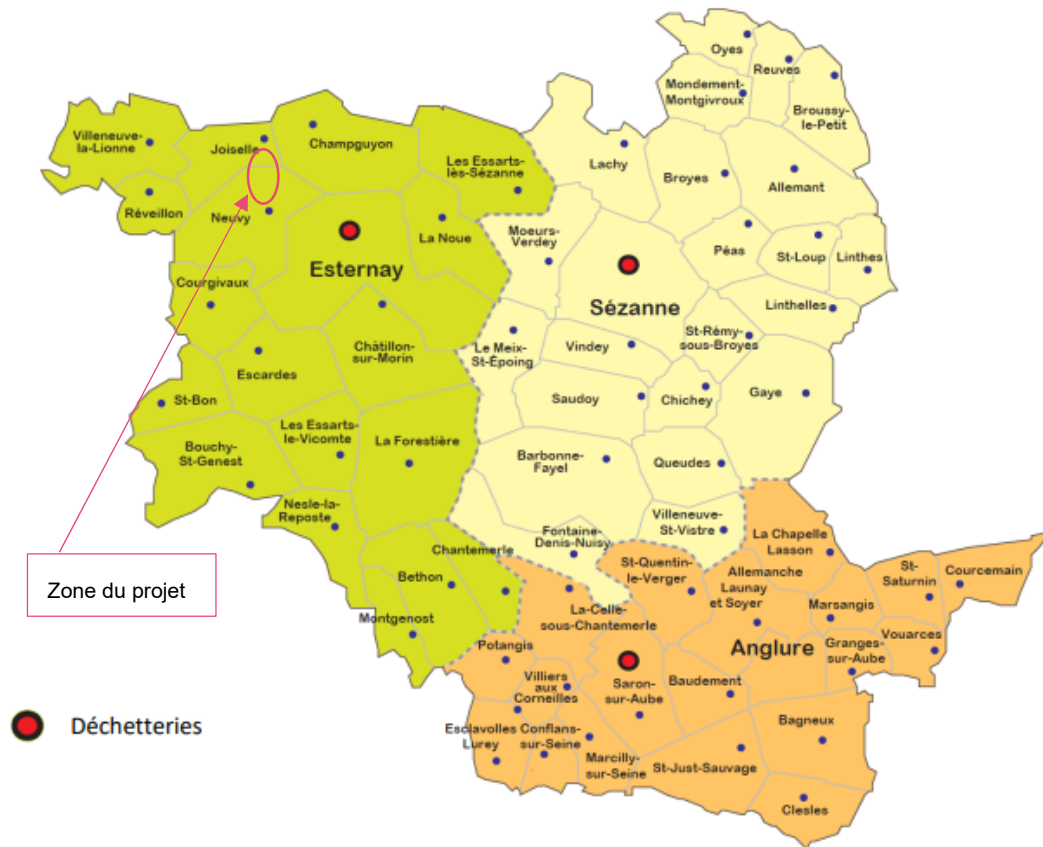 Oyes
Reuves
Mondement-
Montgivroux
Broussy-
le-Petit
Villeneuve-
la-Lionne
Joiselle
Champguyon
Les Essarts-
lès-Sézanne
Lachy
Broyes
Allemant
Réveillon
Neuvy
La Noue
Moeurs-
Verdey
Péas
St-Loup
Linthes
Esternay
Courgivaux
Sézanne
Linthelles
Châtillon-
sur-Morin
Le Meix-
St-Époing
Vindey
St-Rémy-
sous-Broyes
Escardes
St-Bon
Saudoy
Chichey
Gaye
Les Essarts-
le-Vicomte
La Forestière
Bouchy-
St-Genest
Barbonne-
Fayel
Queudes
Nesle-la-
Reposte
Villeneuve-
St-Vistre
Fontaine-
Denis-Nuisy
La Chapelle
Lasson
Chantemerle
St-Quentin-
le-Verger
Allemanche
Launay
et Soyer
St-
Saturnin
Courcemain
Zone du projet
Bethon
La-Celle-
sous-Chantemerle
Marsangis
Montgenost
Anglure
Granges-
sur-Aube
Vouarces
Potangis
Villiers
aux
Corneilles
Saron-
sur-Aube
Baudement
Déchetteries
Esclavolles
Lurey
Conflans-
sur-Seine
Marcilly-
sur-Seine
St-Just-Sauvage
Bagneux
Clesles